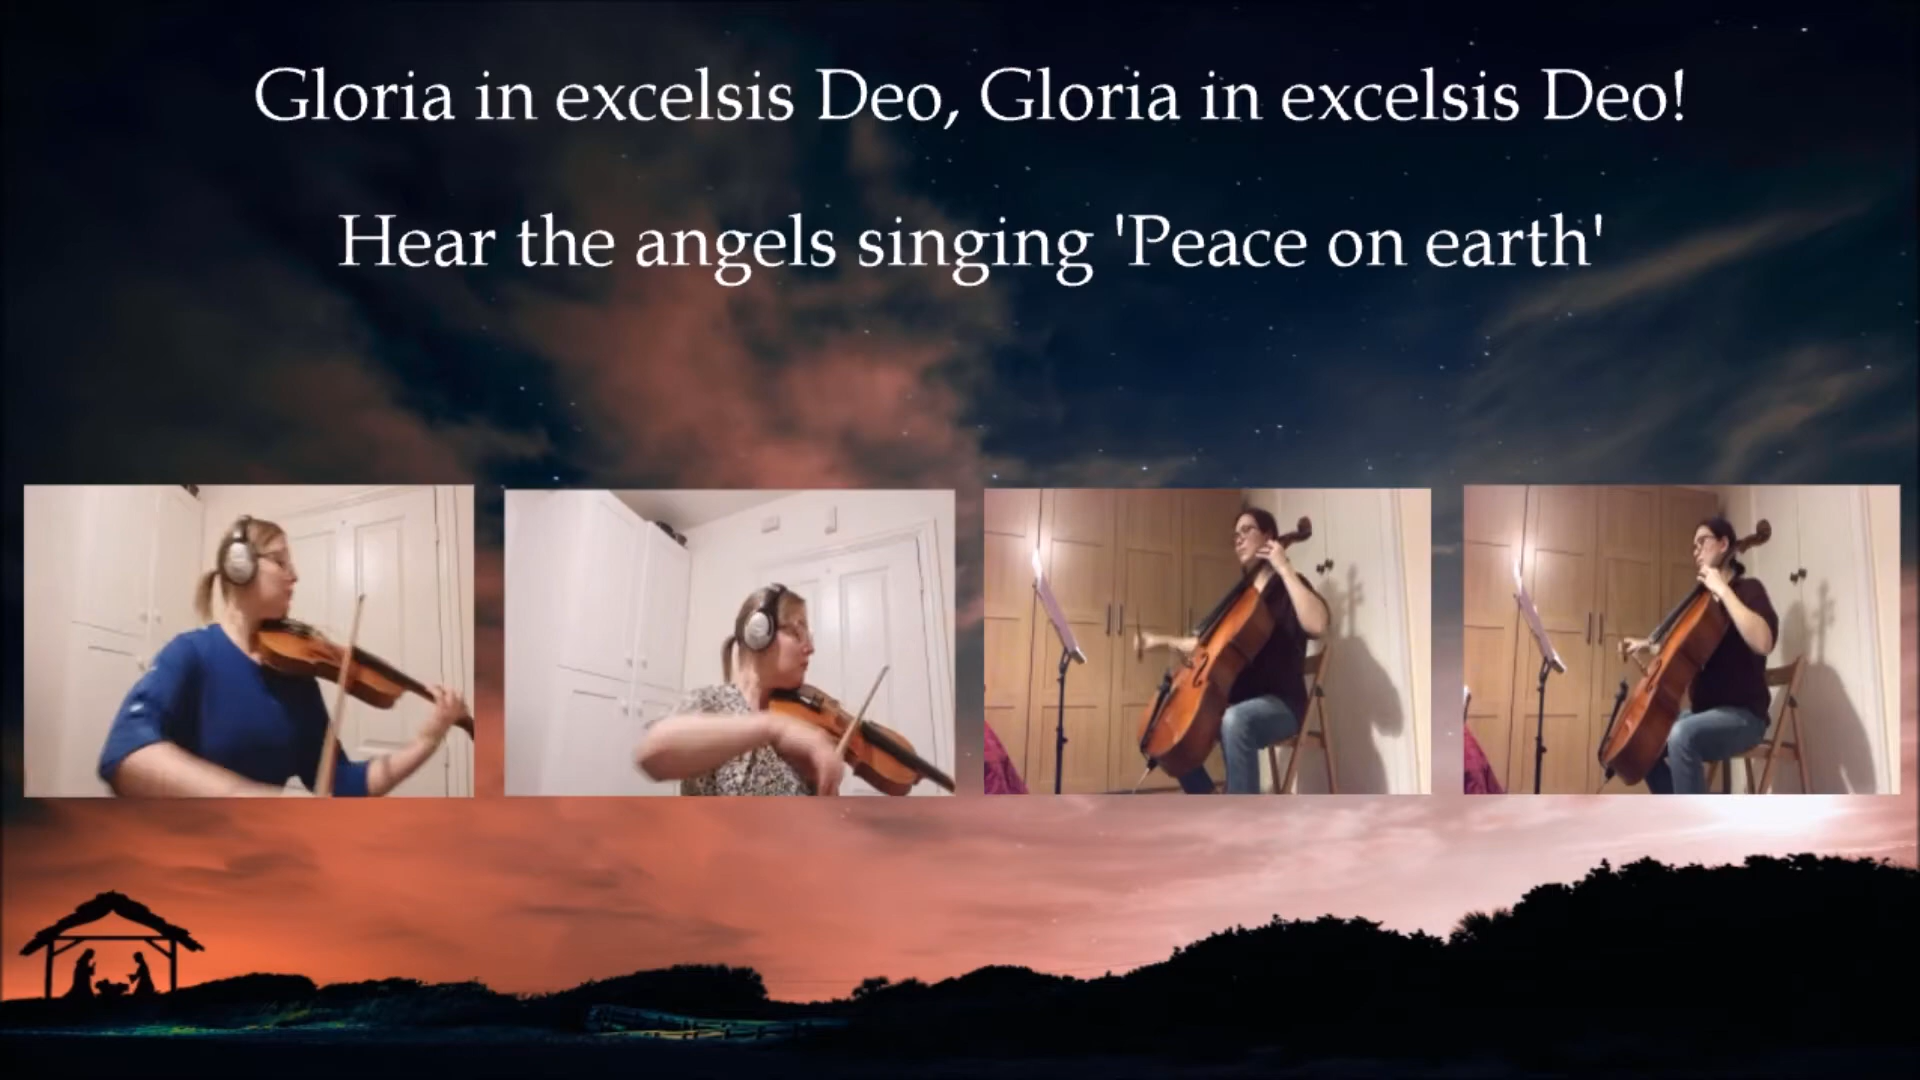 Gloria in excelsis Deo, Gloria in excelsis Deo!
Hear the angels singing 'Peace on earth'